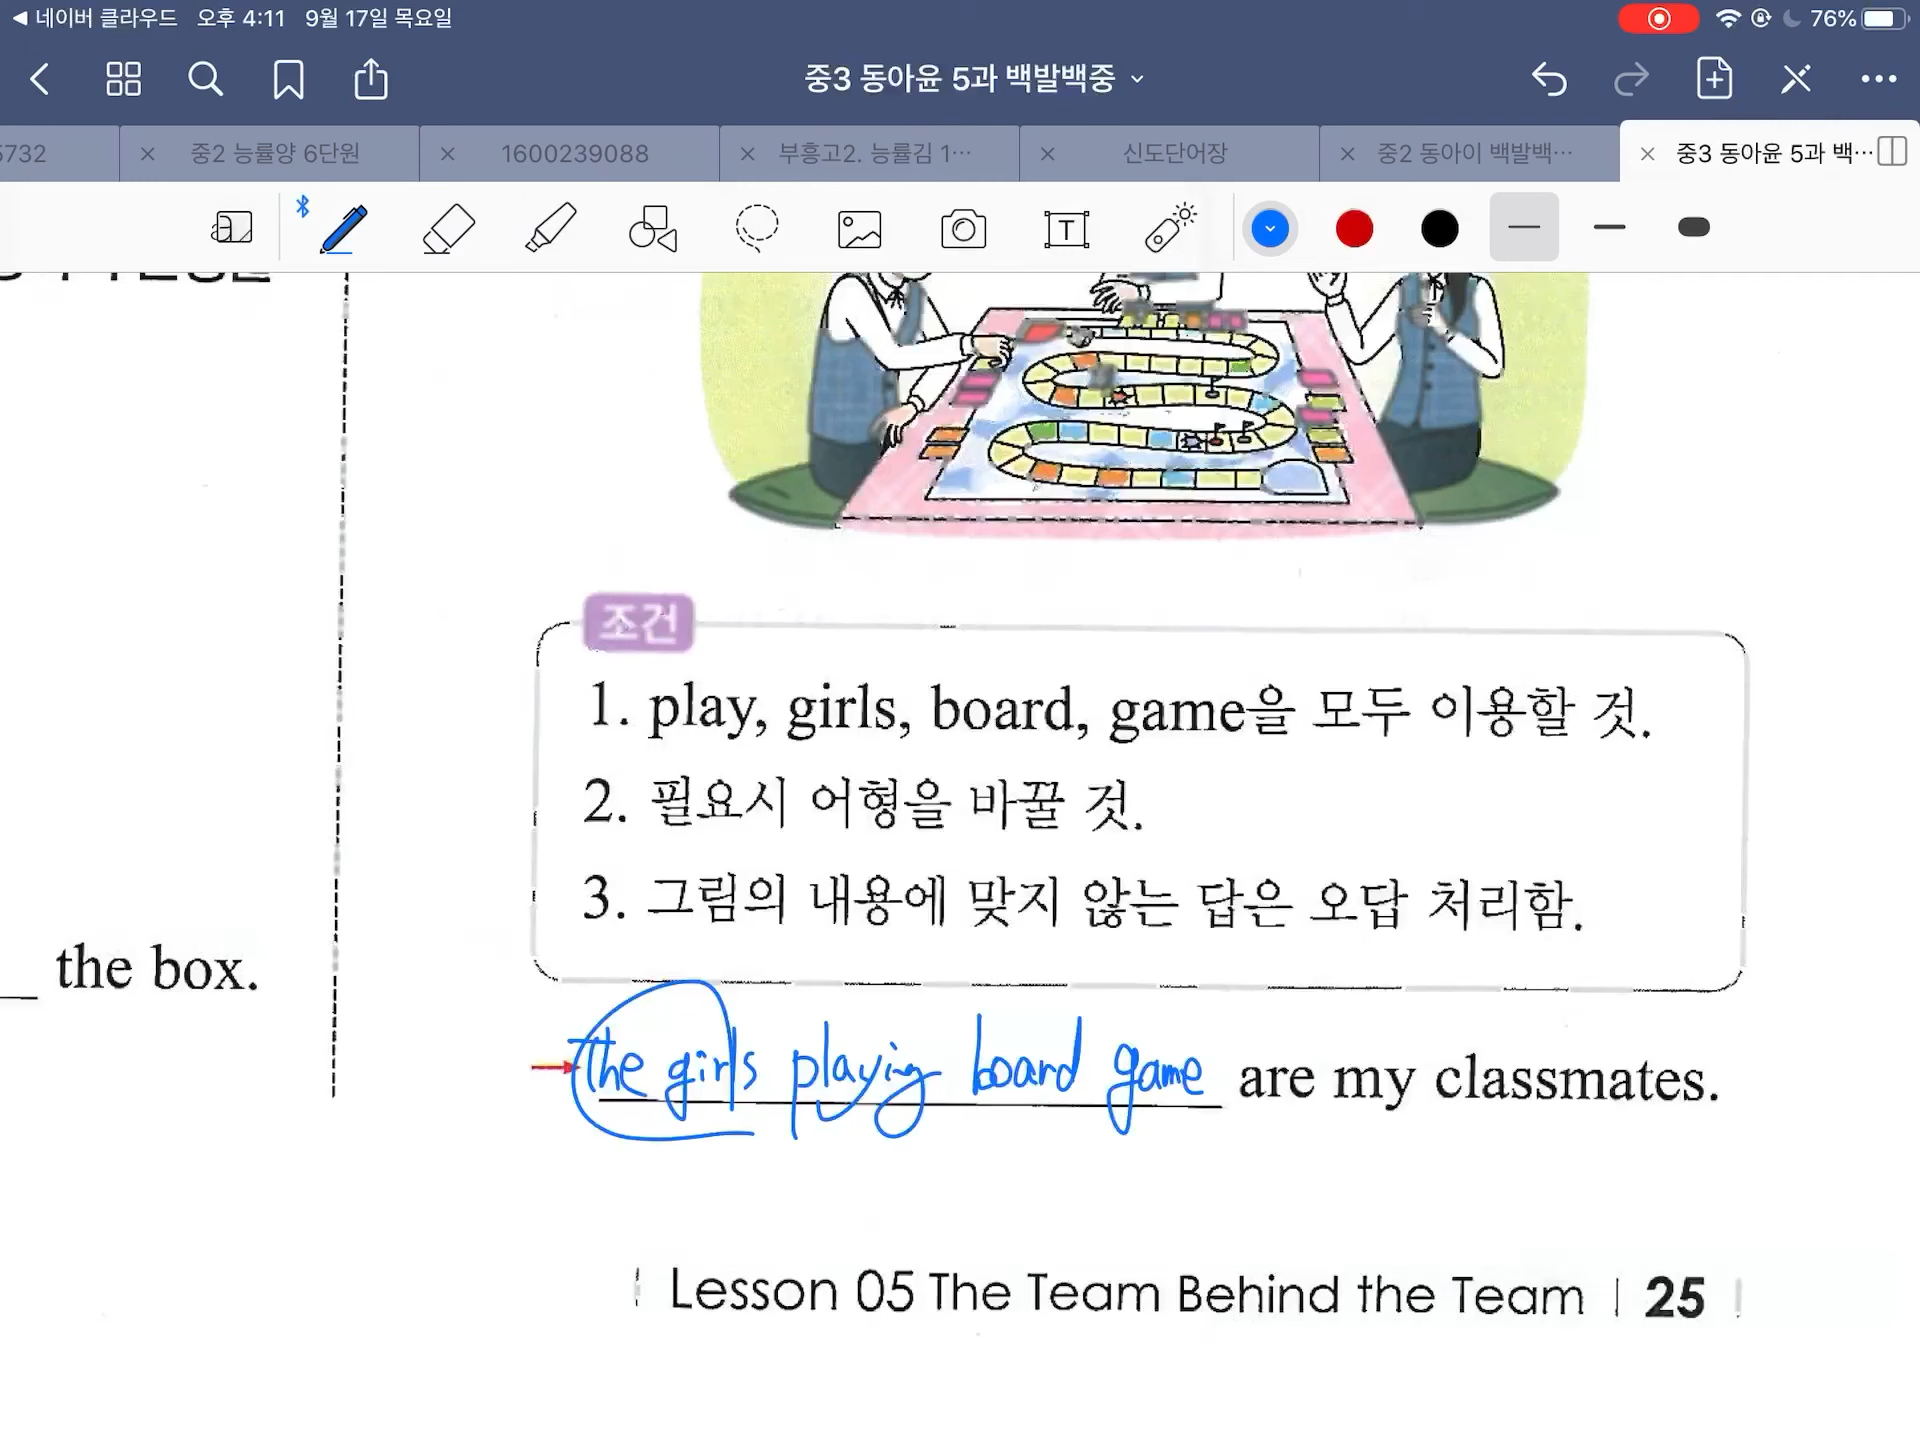 ◀ 네이버 클라우드 오후 4:11 9월 17일 목요일 76%
중3 동아윤 5과 백발백중
5732 × 중2 능률양 6단원 × 1600239088 × 부흥고2. 능률김 1… × 신도단어장 × 중2 동아이 백발백… × 중3 동아윤 5과 백…
T
조건
1. play, girls, board, game을 모두 이용할 것.
2. 필요시 어형을 바꿀 것.
3. 그림의 내용에 맞지 않는 답은 오답 처리함.
the box.
→ The girls playing board game are my classmates.
Lesson 05 The Team Behind the Team | 25